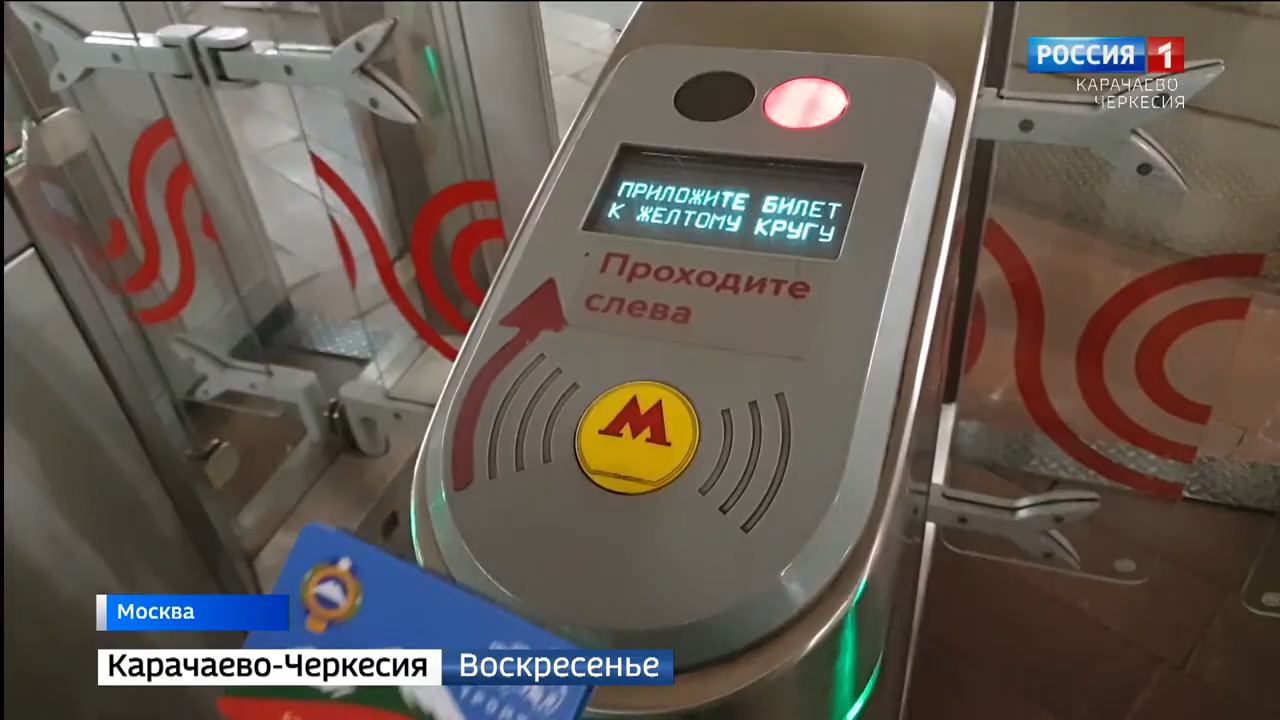 РОССИЯ 1
КАРАЧАЕВО
ЧЕРКЕСИЯ
ПРИЛОЖИТЕ БИЛЕТ
К ЖЕЛТОМУ КРУГУ
Проходите
слева
М
Москва
Карачаево-Черкесия Воскресенье